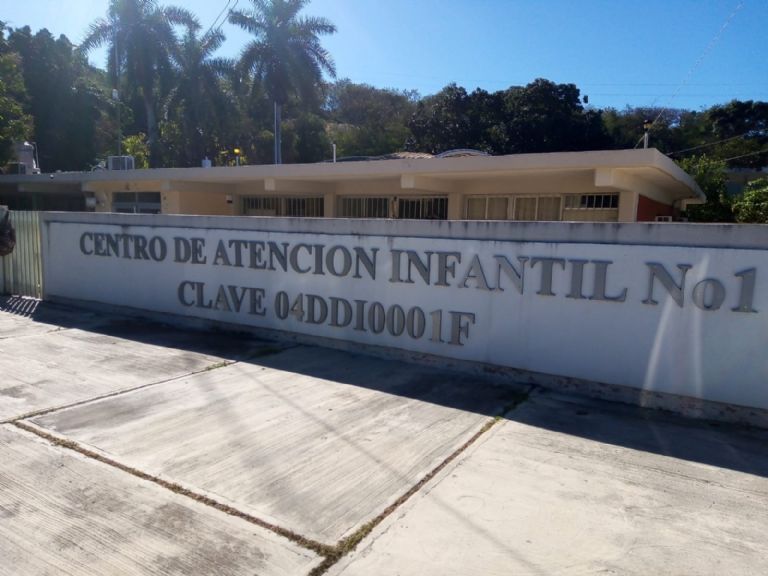 CENTRO DE ATENCION INFANTIL No1
CLAVE 04DDI0001F